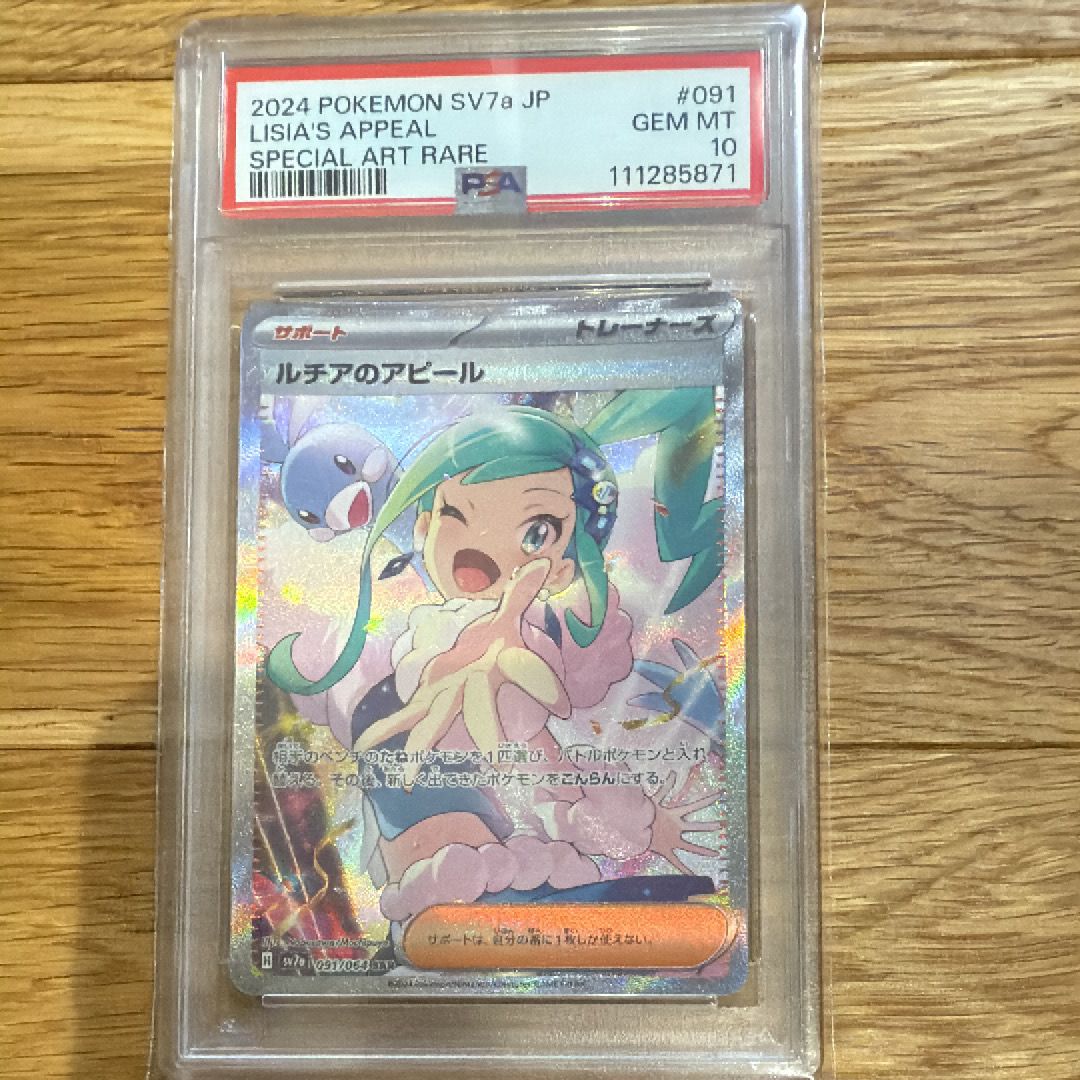 2024 POKEMON SV7a JP #091
LISIA'S APPEAL GEM MT
SPECIAL ART RARE 10
PSA 111285871
サポート トレーナーズ
ルチアのアピール
相手のベンチのたねポケモンを1匹選び、バトルポケモンと入れ
替える。その後、新しく出てきたポケモンをこんらんにする。
サポートは、自分の番に1枚しか使えない。
H sv7a 091/064 SAR